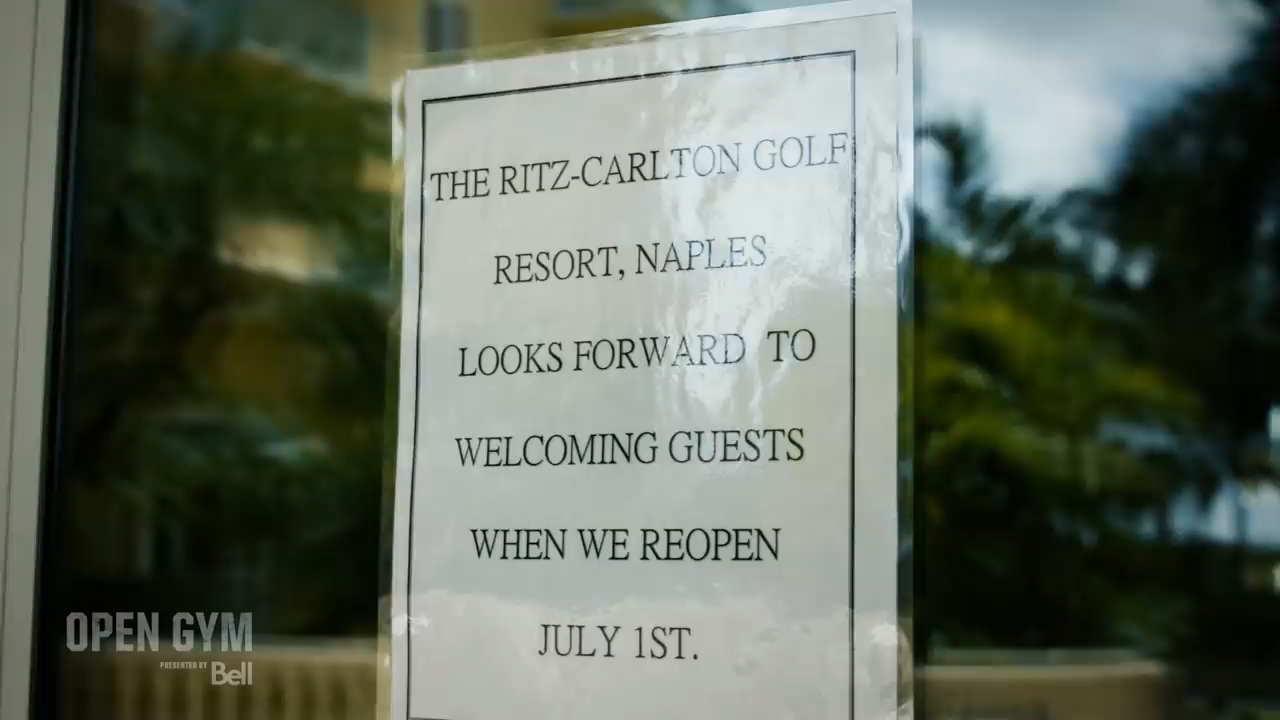 THE RITZ-CARLTON GOLF
RESORT, NAPLES
LOOKS FORWARD TO
WELCOMING GUESTS
WHEN WE REOPEN
JULY 1ST.
OPEN GYM
PRESENTED BY
Bell